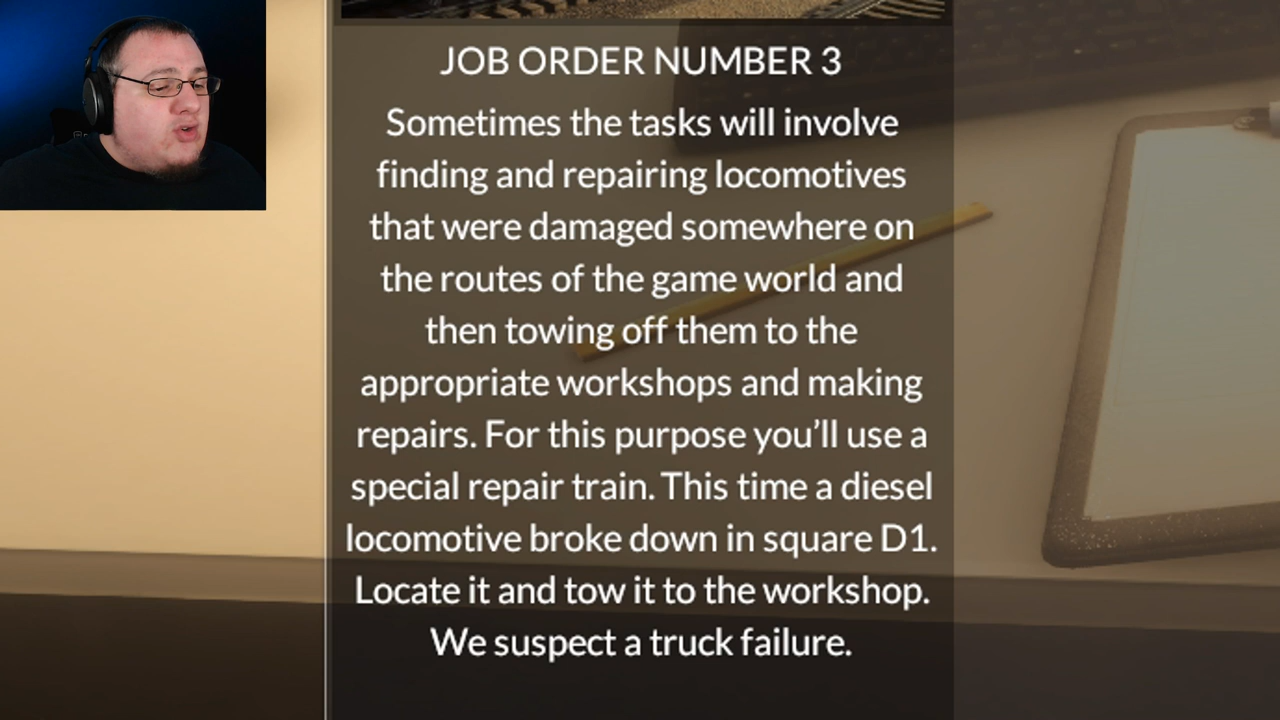 JOB ORDER NUMBER 3
Sometimes the tasks will involve
finding and repairing locomotives
that were damaged somewhere on
the routes of the game world and
then towing off them to the
appropriate workshops and making
repairs. For this purpose you’ll use a
special repair train. This time a diesel
locomotive broke down in square D1.
Locate it and tow it to the workshop.
We suspect a truck failure.